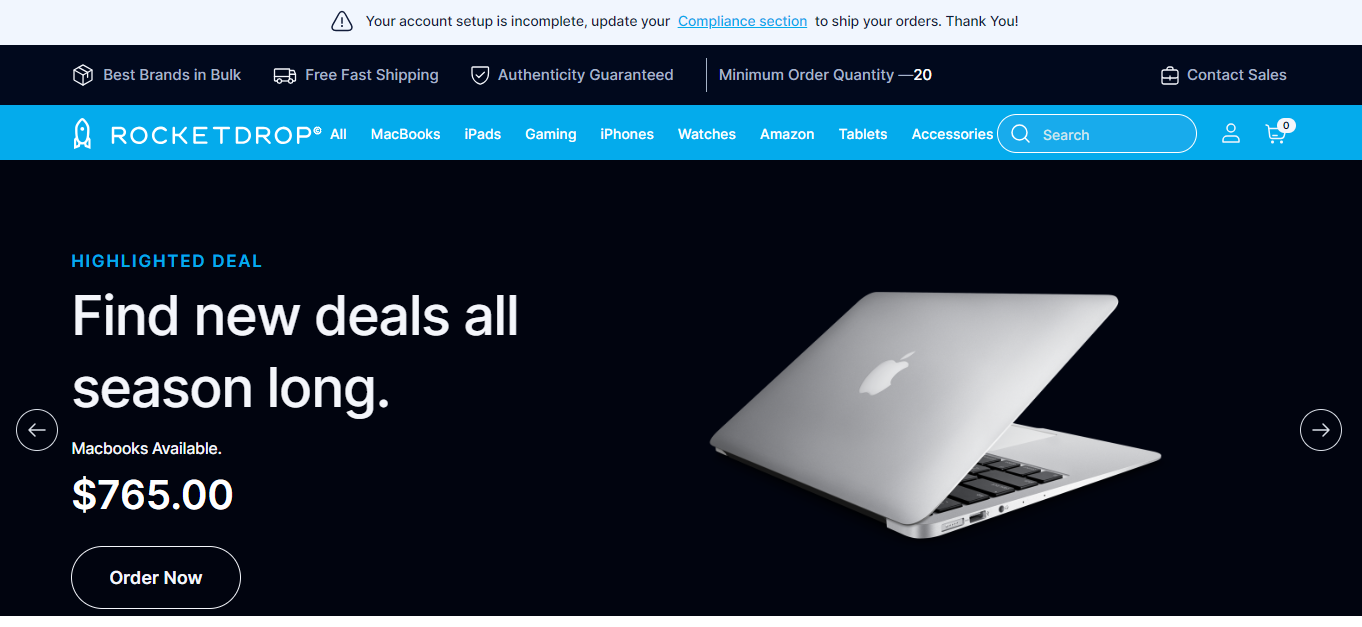 Your account setup is incomplete, update your Compliance section to ship your orders. Thank You!
Best Brands in Bulk Free Fast Shipping Authenticity Guaranteed Minimum Order Quantity —20 Contact Sales
ROCKETDROP© All MacBooks iPads Gaming iPhones Watches Amazon Tablets Accessories Search 0
HIGHLIGHTED DEAL
Find new deals all
season long.
Macbooks Available.
$765.00
Order Now